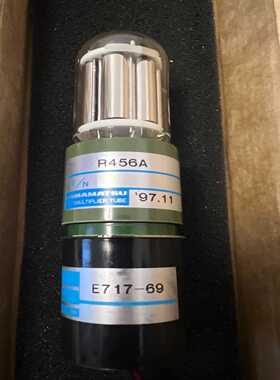 R456A
/N
HAMAMATSU '97.11
MULTIPLIER TUBE
E717-69